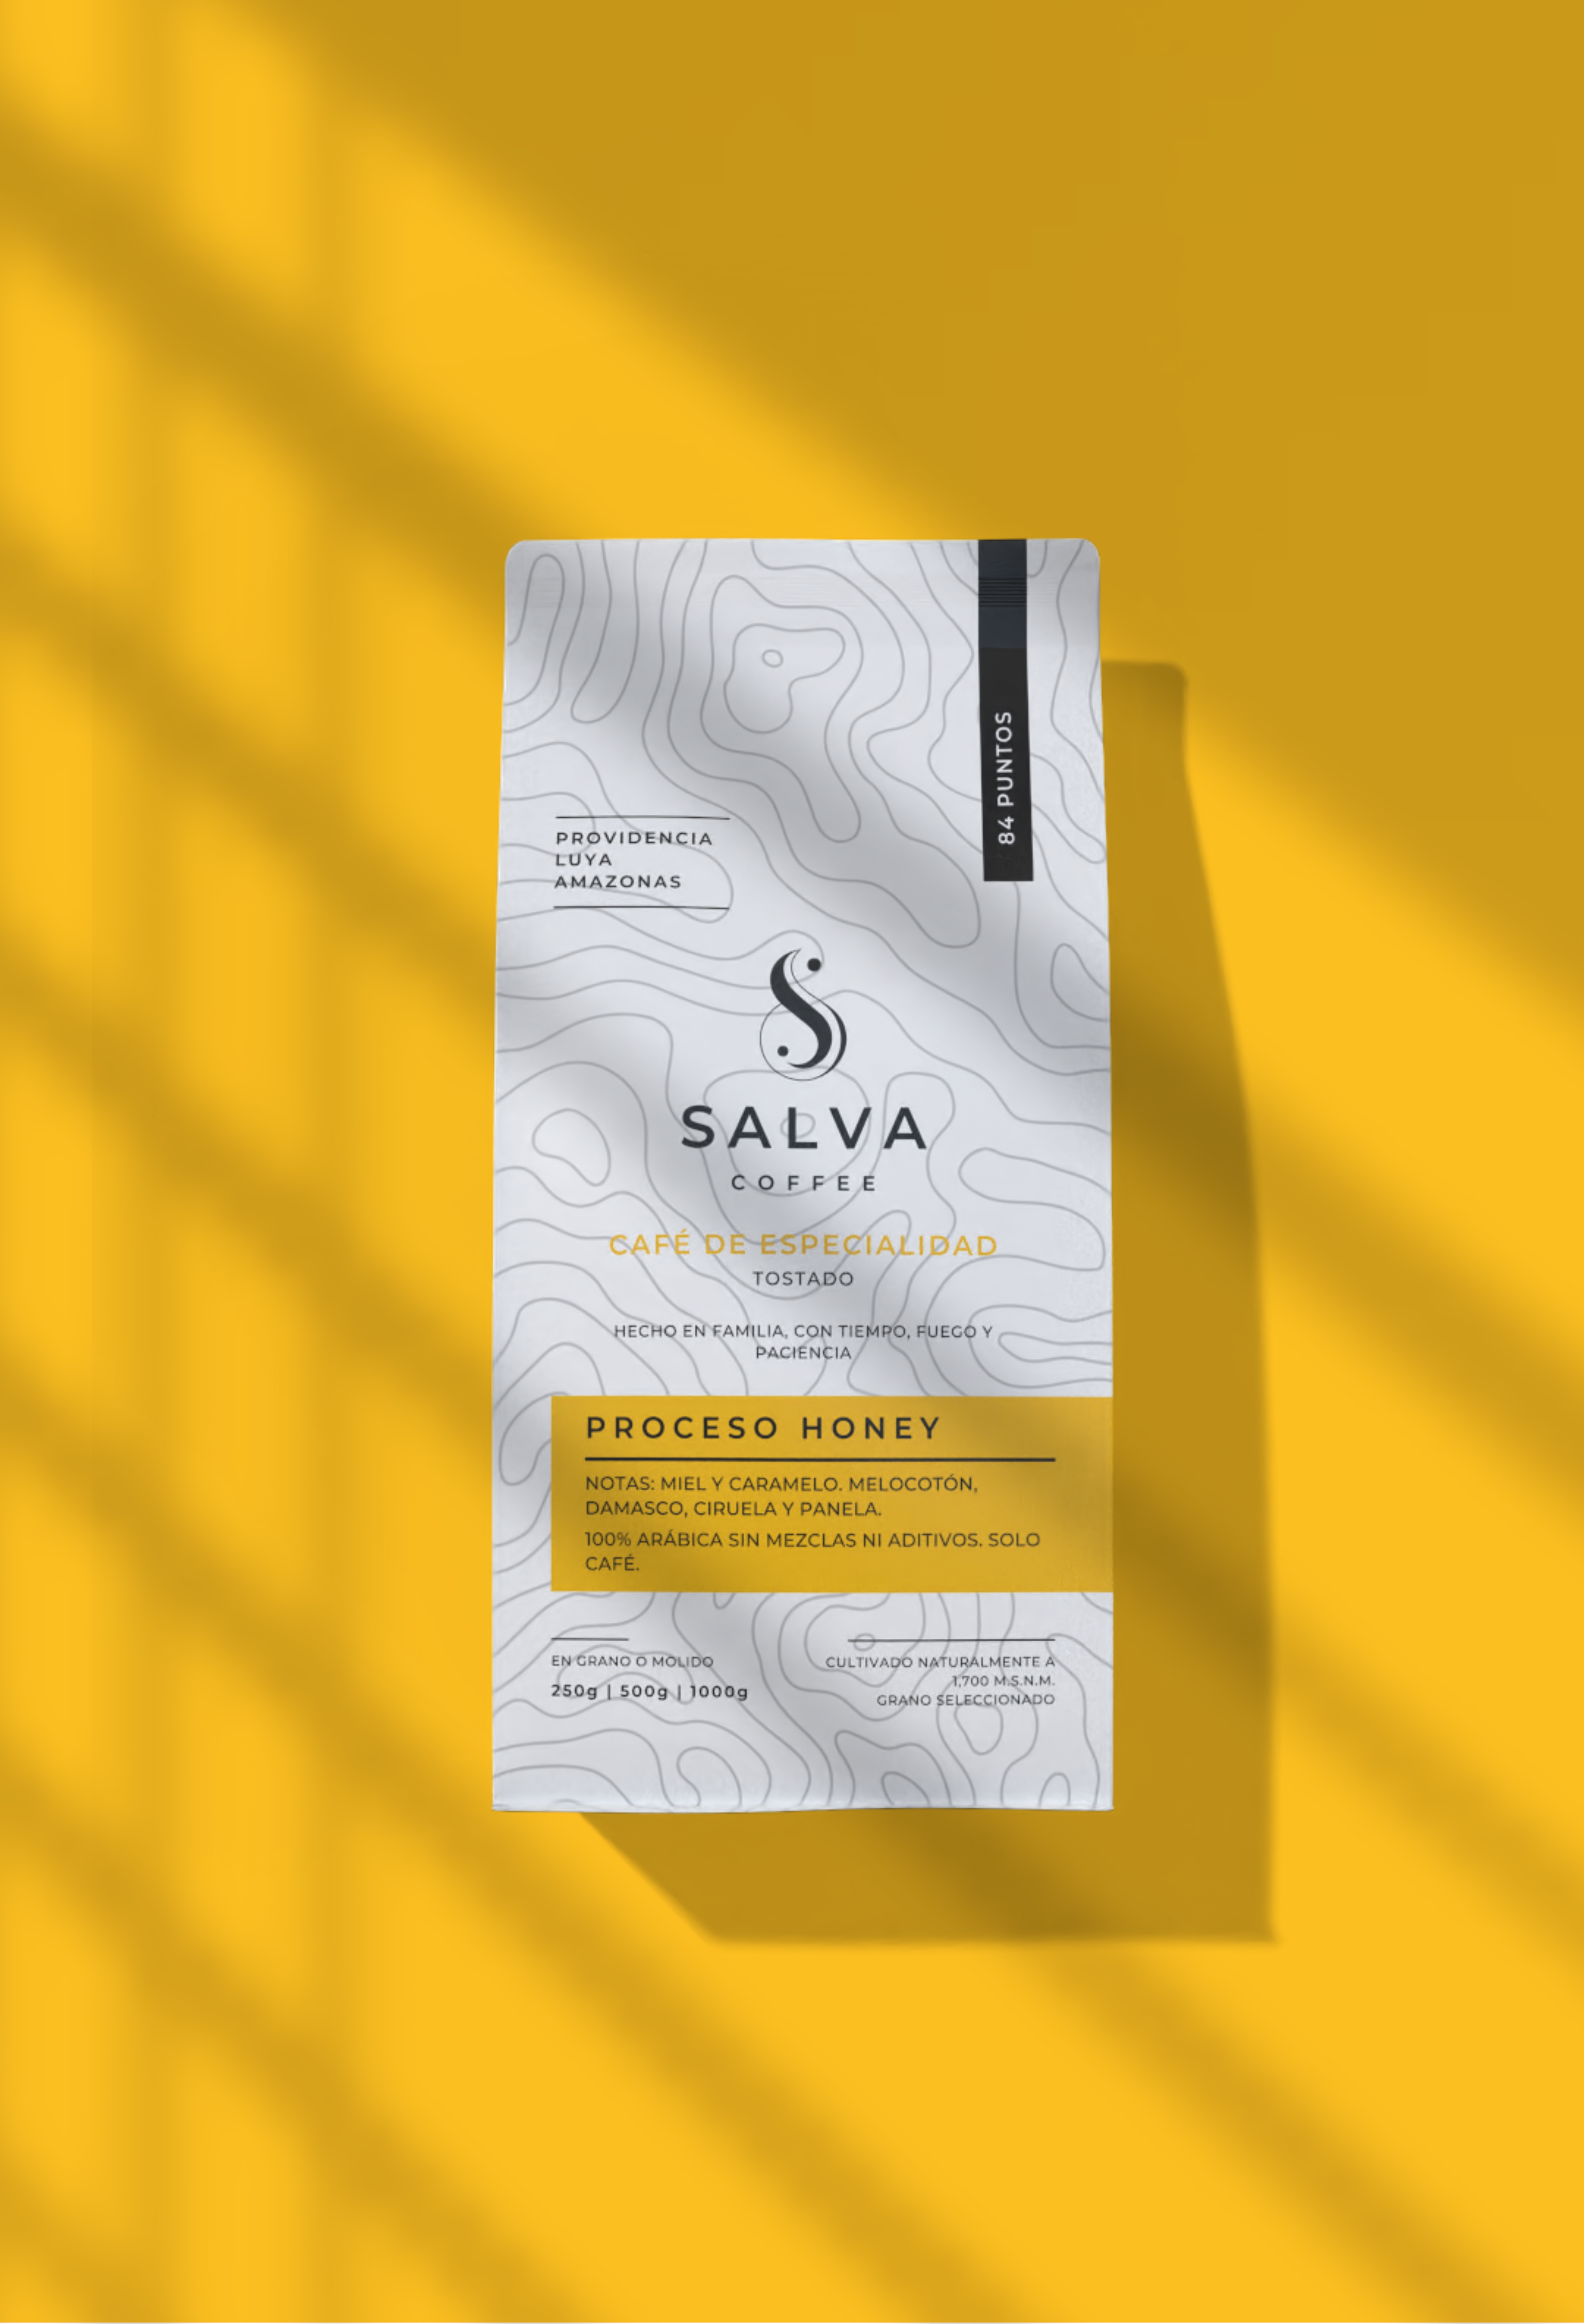 84 PUNTOS
PROVIDENCIA
LUYA
AMAZONAS
S
SALVA
COFFEE
CAFÉ DE ESPECIALIDAD
TOSTADO
HECHO EN FAMILIA, CON TIEMPO, FUEGO Y
PACIENCIA
PROCESO HONEY
NOTAS: MIEL Y CARAMELO. MELOCOTÓN,
DAMASCO, CIRUELA Y PANELA.
100% ARÁBICA SIN MEZCLAS NI ADITIVOS. SOLO
CAFÉ.
EN GRANO O MOLIDO
250g | 500g | 1000g
CULTIVADO NATURALMENTE A
1,700 M.S.N.M.
GRANO SELECCIONADO